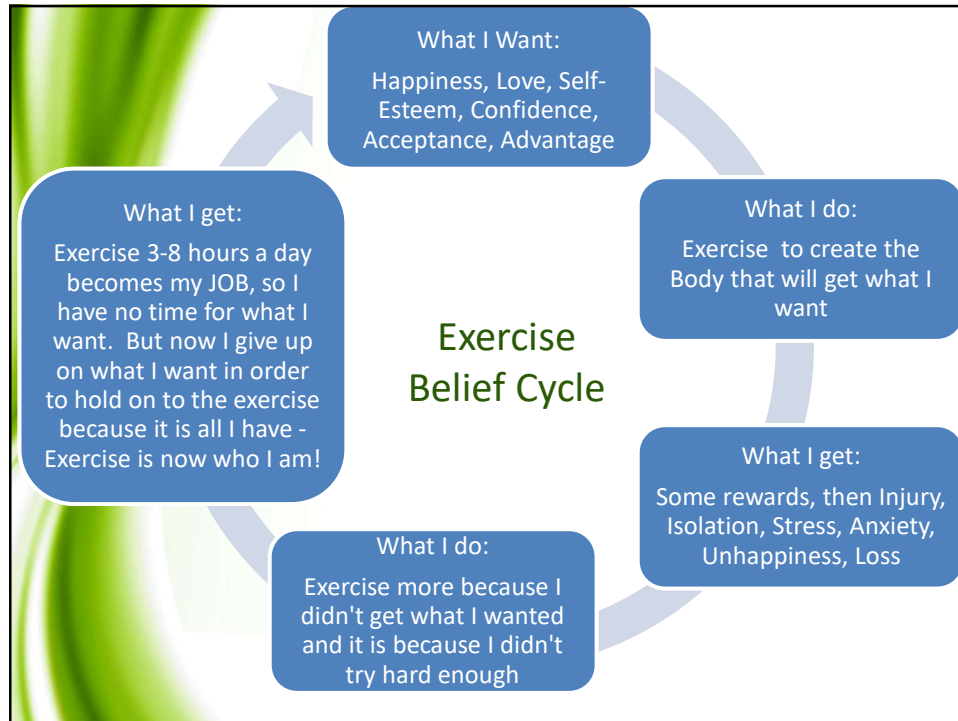 What I Want:
Happiness, Love, Self-
Esteem, Confidence,
Acceptance, Advantage
What I do:
Exercise  to create the
Body that will get what I
want
What I get:
Some rewards, then Injury,
Isolation, Stress, Anxiety,
Unhappiness, Loss
What I do:
Exercise more because I
didn't get what I wanted
and it is because I didn't
try hard enough
What I get:
Exercise 3-8 hours a day
becomes my JOB, so I
have no time for what I
want.  But now I give up
on what I want in order
to hold on to the exercise
because it is all I have -
Exercise is now who I am!
Exercise
Belief Cycle